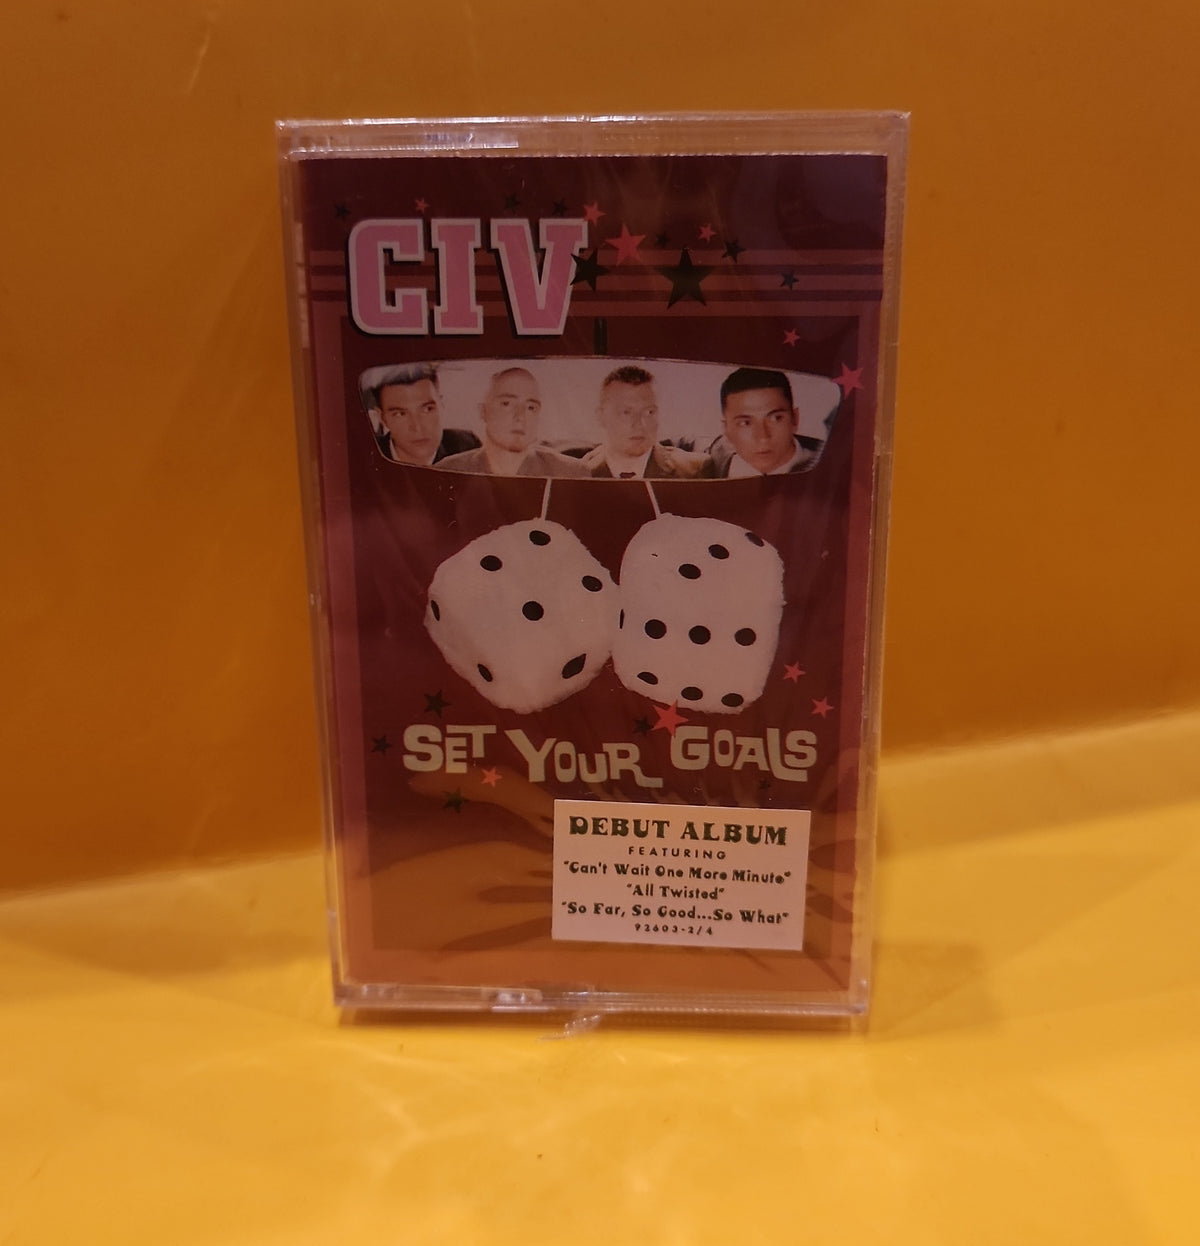 CIV
SET YOUR GOALS
DEBUT ALBUM
FEATURING
"Can't Wait One More Minute"
"All Twisted"
"So Far, So Good...So What"
92603-2/4